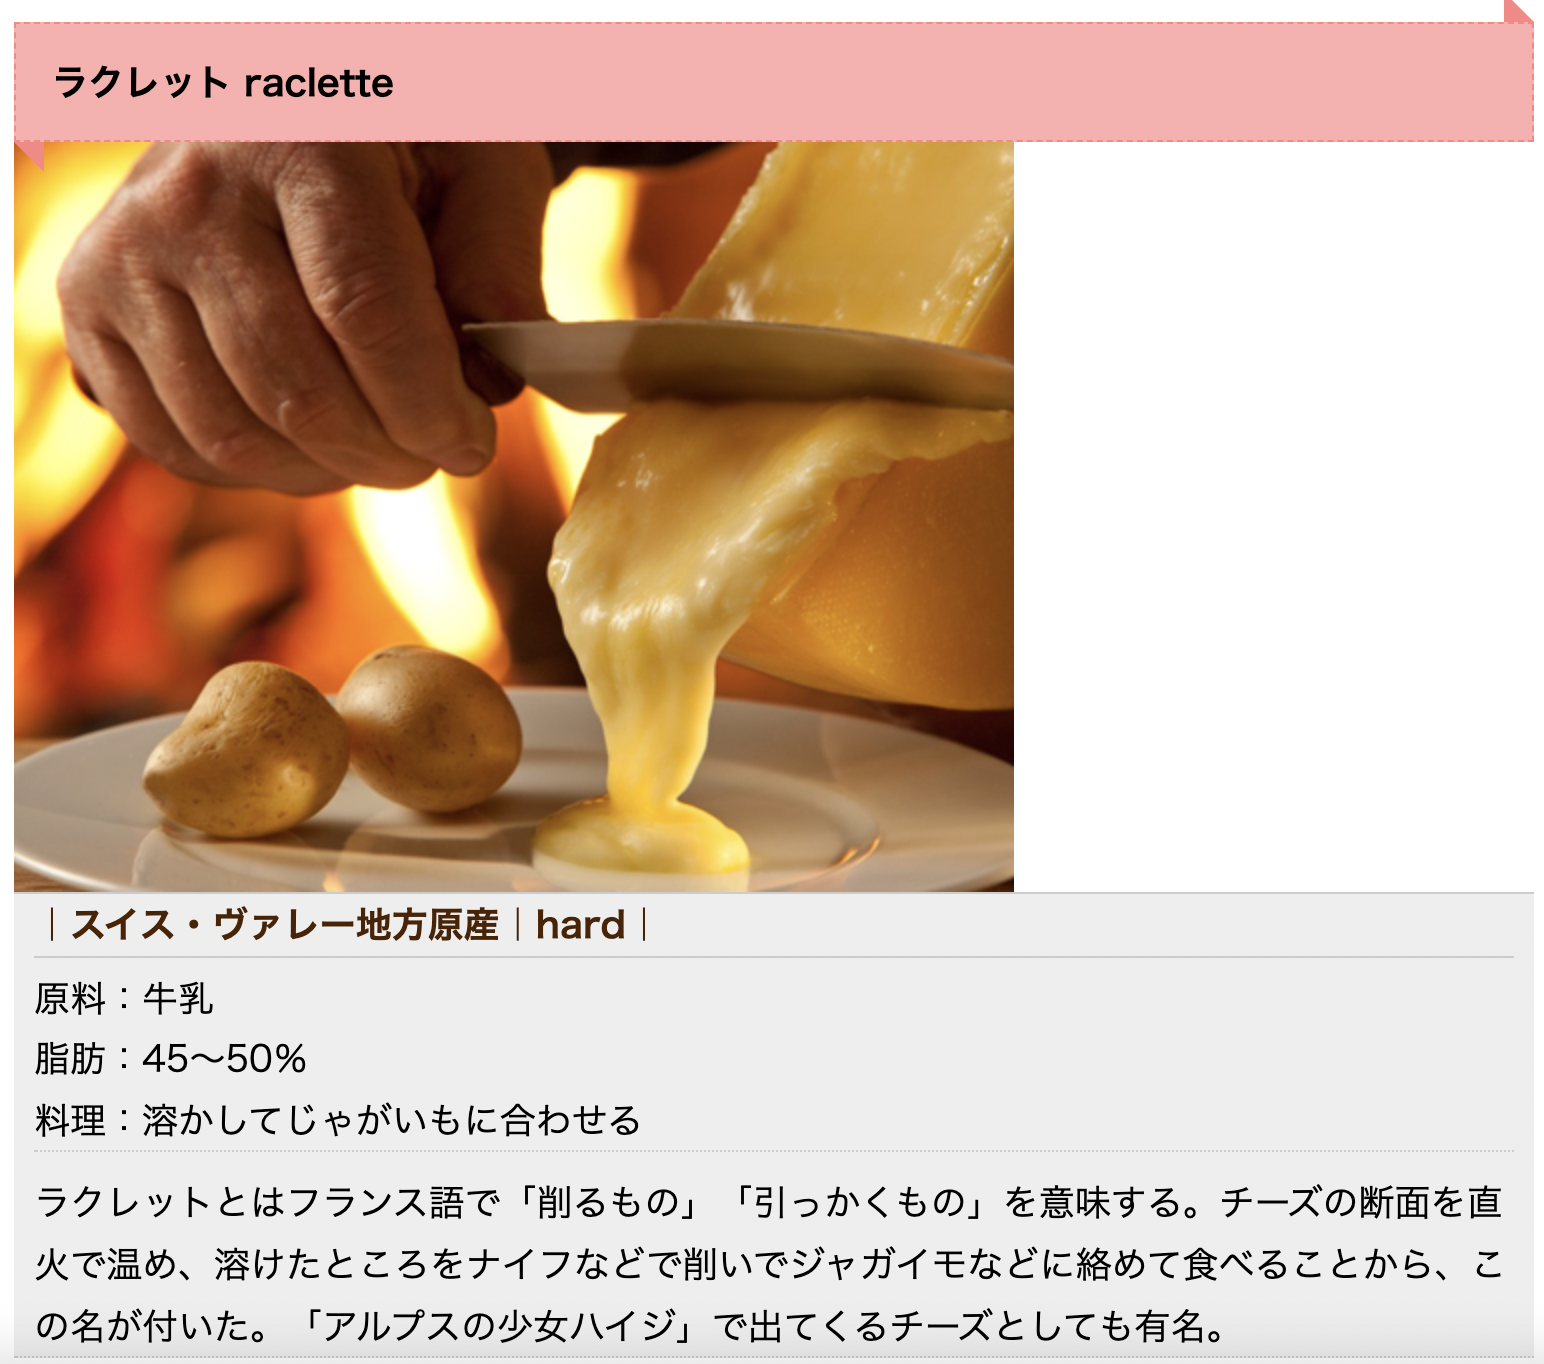 ラクレット raclette
｜スイス・ヴァレー地方原産｜hard｜
原料：牛乳
脂肪：45〜50%
料理：溶かしてじゃがいもに合わせる
ラクレットとはフランス語で「削るもの」「引っかくもの」を意味する。チーズの断面を直
火で温め、溶けたところをナイフなどで削いでジャガイモなどに絡めて食べることから、こ
の名が付いた。「アルプスの少女ハイジ」で出てくるチーズとしても有名。